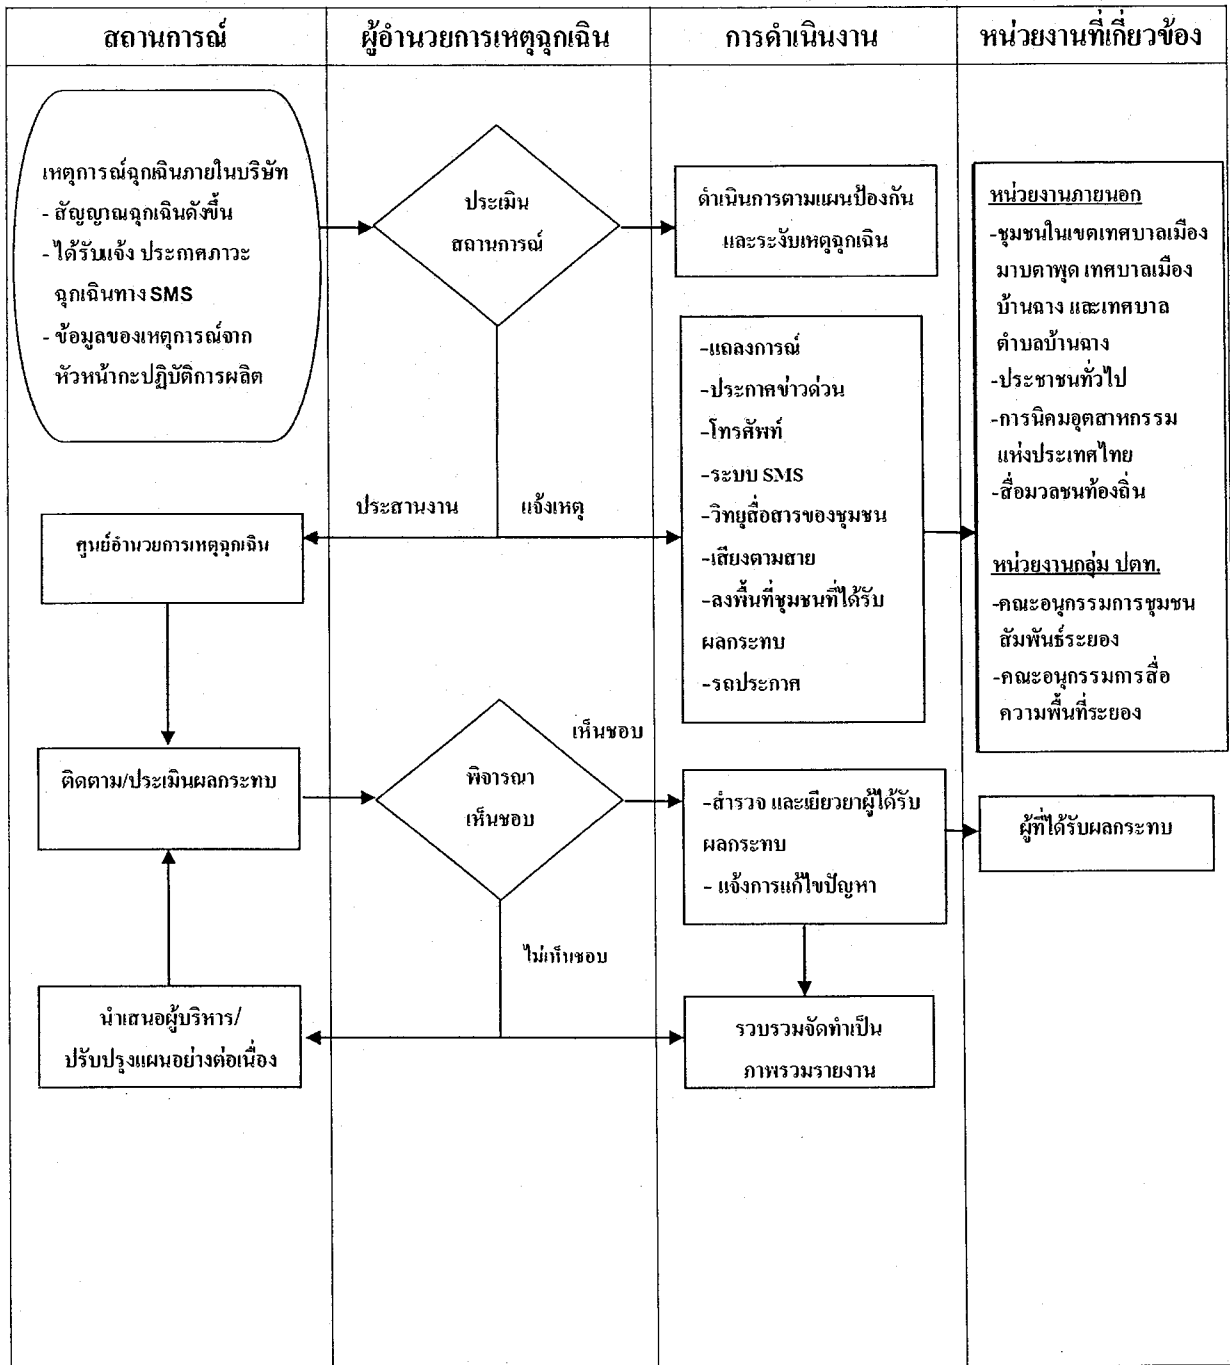 สถานการณ์
ผู้อำนวยการเหตุฉุกเฉิน
การดำเนินงาน
หน่วยงานที่เกี่ยวข้อง
เหตุการณ์ฉุกเฉินภายในบริษัท
- สัญญาณฉุกเฉินดังขึ้น
- ได้รับแจ้ง ประกาศภาวะ
ฉุกเฉินทาง SMS
- ข้อมูลของเหตุการณ์จาก
หัวหน้ากะปฏิบัติการผลิต
ประเมิน
สถานการณ์
ดำเนินการตามแผนป้องกัน
และระงับเหตุฉุกเฉิน
หน่วยงานภายนอก
-ชุมชนในเขตเทศบาลเมือง
มาบตาพุด เทศบาลเมือง
บ้านฉาง และเทศบาล
ตำบลบ้านฉาง
-ประชาชนทั่วไป
-การนิคมอุตสาหกรรม
แห่งประเทศไทย
-สื่อมวลชนท้องถิ่น
หน่วยงานกลุ่ม ปตท.
-คณะอนุกรรมการชุมชน
สัมพันธ์ระยอง
-คณะอนุกรรมการสื่อ
ความพื้นที่ระยอง
-แถลงการณ์
-ประกาศข่าวด่วน
-โทรศัพท์
-ระบบ SMS
-วิทยุสื่อสารของชุมชน
-เสียงตามสาย
-ลงพื้นที่ชุมชนที่ได้รับ
ผลกระทบ
-รถประกาศ
ประสานงาน
แจ้งเหตุ
ศูนย์อำนวยการเหตุฉุกเฉิน
ติดตาม/ประเมินผลกระทบ
พิจารณา
เห็นชอบ
เห็นชอบ
-สำรวจ และเยียวยาผู้ได้รับ
ผลกระทบ
- แจ้งการแก้ไขปัญหา
ผู้ที่ได้รับผลกระทบ
ไม่เห็นชอบ
นำเสนอผู้บริหาร/
ปรับปรุงแผนอย่างต่อเนื่อง
รวบรวมจัดทำเป็น
ภาพรวมรายงาน